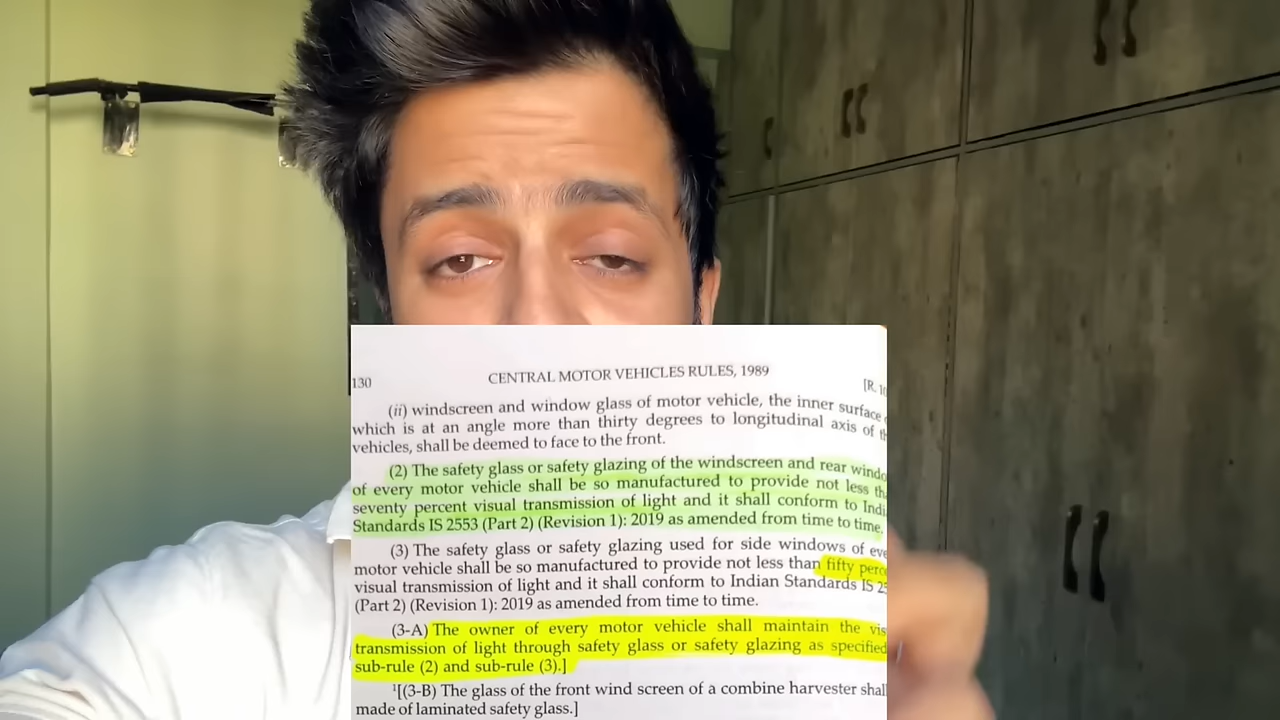 130 CENTRAL MOTOR VEHICLES RULES, 1989 [R.
(ii) windscreen and window glass of motor vehicle, the inner surface
which is at an angle more than thirty degrees to longitudinal axis of
vehicles, shall be deemed to face to the front.
(2) The safety glass or safety glazing of the windscreen and rear
of every motor vehicle shall be so manufactured to provide not less
seventy percent visual transmission of light and it shall conform to
Standards IS 2553 (Part 2) (Revision 1): 2019 as amended from time to time.
(3) The safety glass or safety glazing used for side windows of
motor vehicle shall be so manufactured to provide not less than fifty
visual transmission of light and it shall conform to Indian Standards IS
(Part 2) (Revision 1): 2019 as amended from time to time.
(3-A) The owner of every motor vehicle shall maintain the
transmission of light through safety glass or safety glazing as specified
sub-rule (2) and sub-rule (3).]
1[(3-B) The glass of the front wind screen of a combine harvester
made of laminated safety glass.]